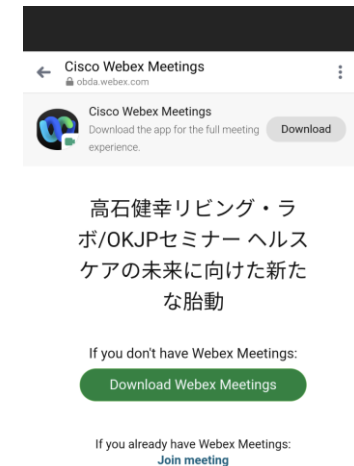 Cisco Webex Meetings
obda.webex.com
Cisco Webex Meetings
Download the app for the full meeting
experience.
Download
高石健幸リビング・ラ
ボ/OKJPセミナー ヘルス
ケアの未来に向けた新た
な胎動
If you don't have Webex Meetings:
Download Webex Meetings
If you already have Webex Meetings:
Join meeting